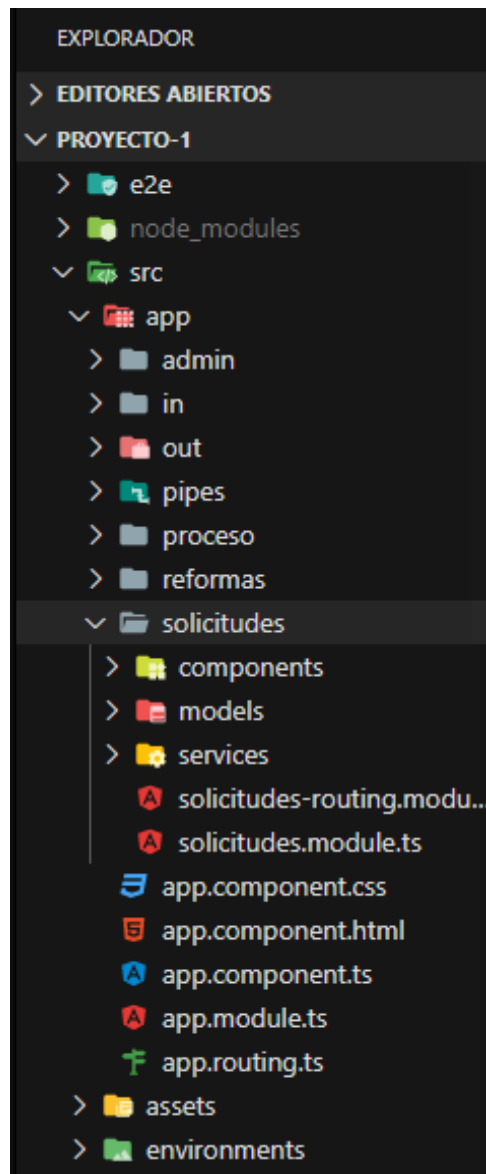 EXPLORADOR
EDITORES ABIERTOS
PROYECTO-1
e2e
node_modules
src
app
admin
in
out
pipes
proceso
reformas
solicitudes
components
models
services
solicitudes-routing.modu...
solicitudes.module.ts
app.component.css
app.component.html
app.component.ts
app.module.ts
app.routing.ts
assets
environments